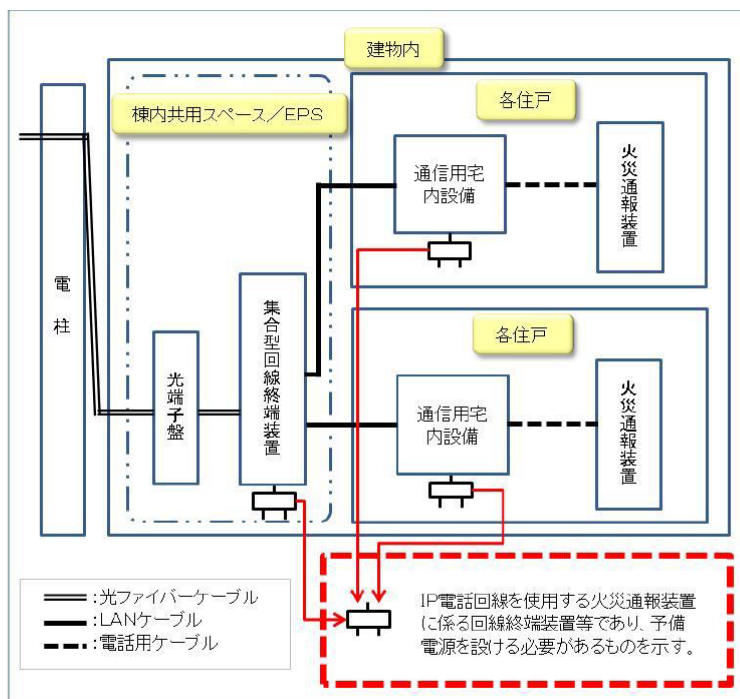 建物内
棟内共用スペース／EPS
各住戸
通信用宅
内設備
火災通報装置
電柱
集合型回線終端装置
光端子盤
各住戸
通信用宅
内設備
火災通報装置
:光ファイバーケーブル
:LANケーブル
:電話用ケーブル
IP電話回線を使用する火災通報装置
に係る回線終端装置等であり、予備
電源を設ける必要があるものを示す。